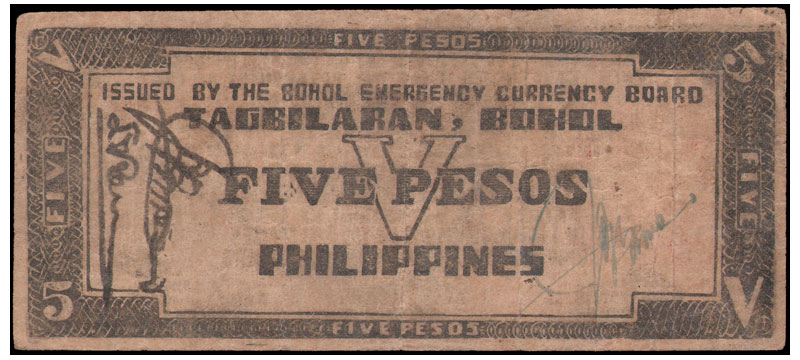 FIVE PESOS
V
5
ISSUED BY THE BOHOL EMERGENCY CURRENCY BOARD
TAGBILARAN, BOHOL
V
FIVE
FIVE PESOS
FIVE
PHILIPPINES
5
V
FIVE PESOS